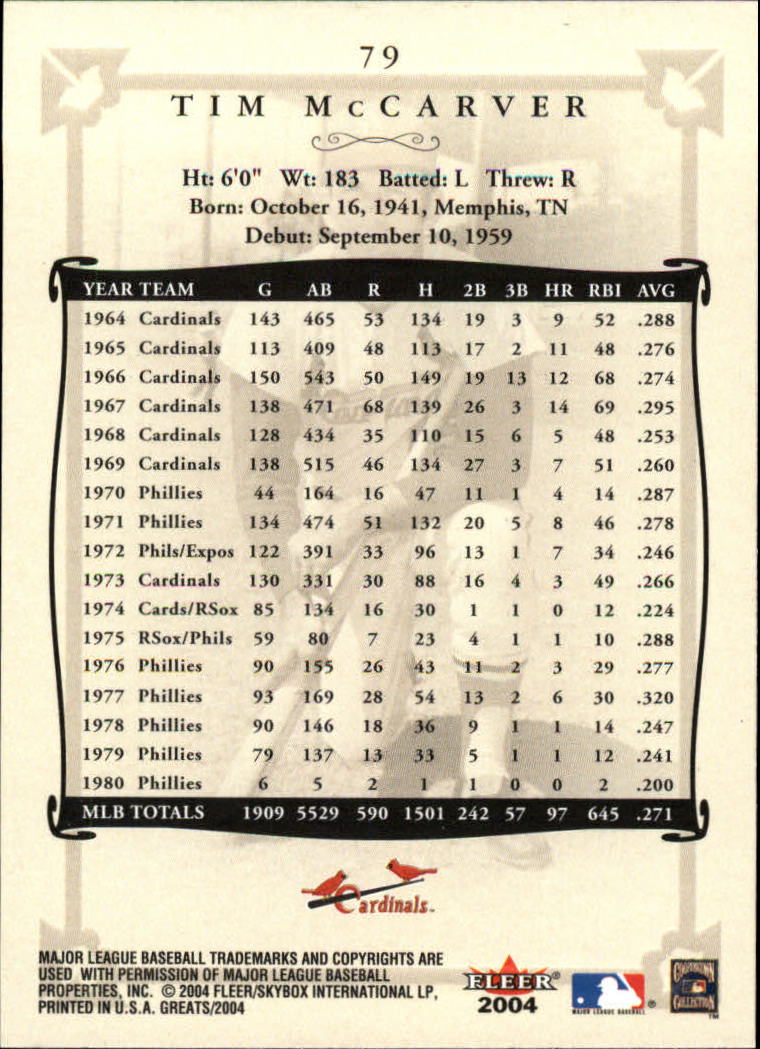 79
TIM McCARVER
Ht: 6'0" Wt: 183 Batted: L Threw: R
Born: October 16, 1941, Memphis, TN
Debut: September 10, 1959
YEAR TEAM G AB R H 2B 3B HR RBI AVG
1964 Cardinals 143 465 53 134 19 3 9 52 .288
1965 Cardinals 113 409 48 113 17 2 11 48 .276
1966 Cardinals 150 543 50 149 19 13 12 68 .274
1967 Cardinals 138 471 68 139 26 3 14 69 .295
1968 Cardinals 128 434 35 110 15 6 5 48 .253
1969 Cardinals 138 515 46 134 27 3 7 51 .260
1970 Phillies 44 164 16 47 11 1 4 14 .287
1971 Phillies 134 474 51 132 20 5 8 46 .278
1972 Phils/Expos 122 391 33 96 13 1 7 34 .246
1973 Cardinals 130 331 30 88 16 4 3 49 .266
1974 Cards/RSox 85 134 16 30 1 1 0 12 .224
1975 RSox/Phils 59 80 7 23 4 1 1 10 .288
1976 Phillies 90 155 26 43 11 2 3 29 .277
1977 Phillies 93 169 28 54 13 2 6 30 .320
1978 Phillies 90 146 18 36 9 1 1 14 .247
1979 Phillies 79 137 13 33 5 1 1 12 .241
1980 Phillies 6 5 2 1 1 0 0 2 .200
MLB TOTALS 1909 5529 590 1501 242 57 97 645 .271
Cardinals™
MAJOR LEAGUE BASEBALL TRADEMARKS AND COPYRIGHTS ARE
USED WITH PERMISSION OF MAJOR LEAGUE BASEBALL
PROPERTIES, INC. © 2004 FLEER/SKYBOX INTERNATIONAL LP,
PRINTED IN U.S.A. GREATS/2004
FLEER®
2004
MAJOR LEAGUE BASEBALL ®
COOPERSTOWN
COLLECTION
TM